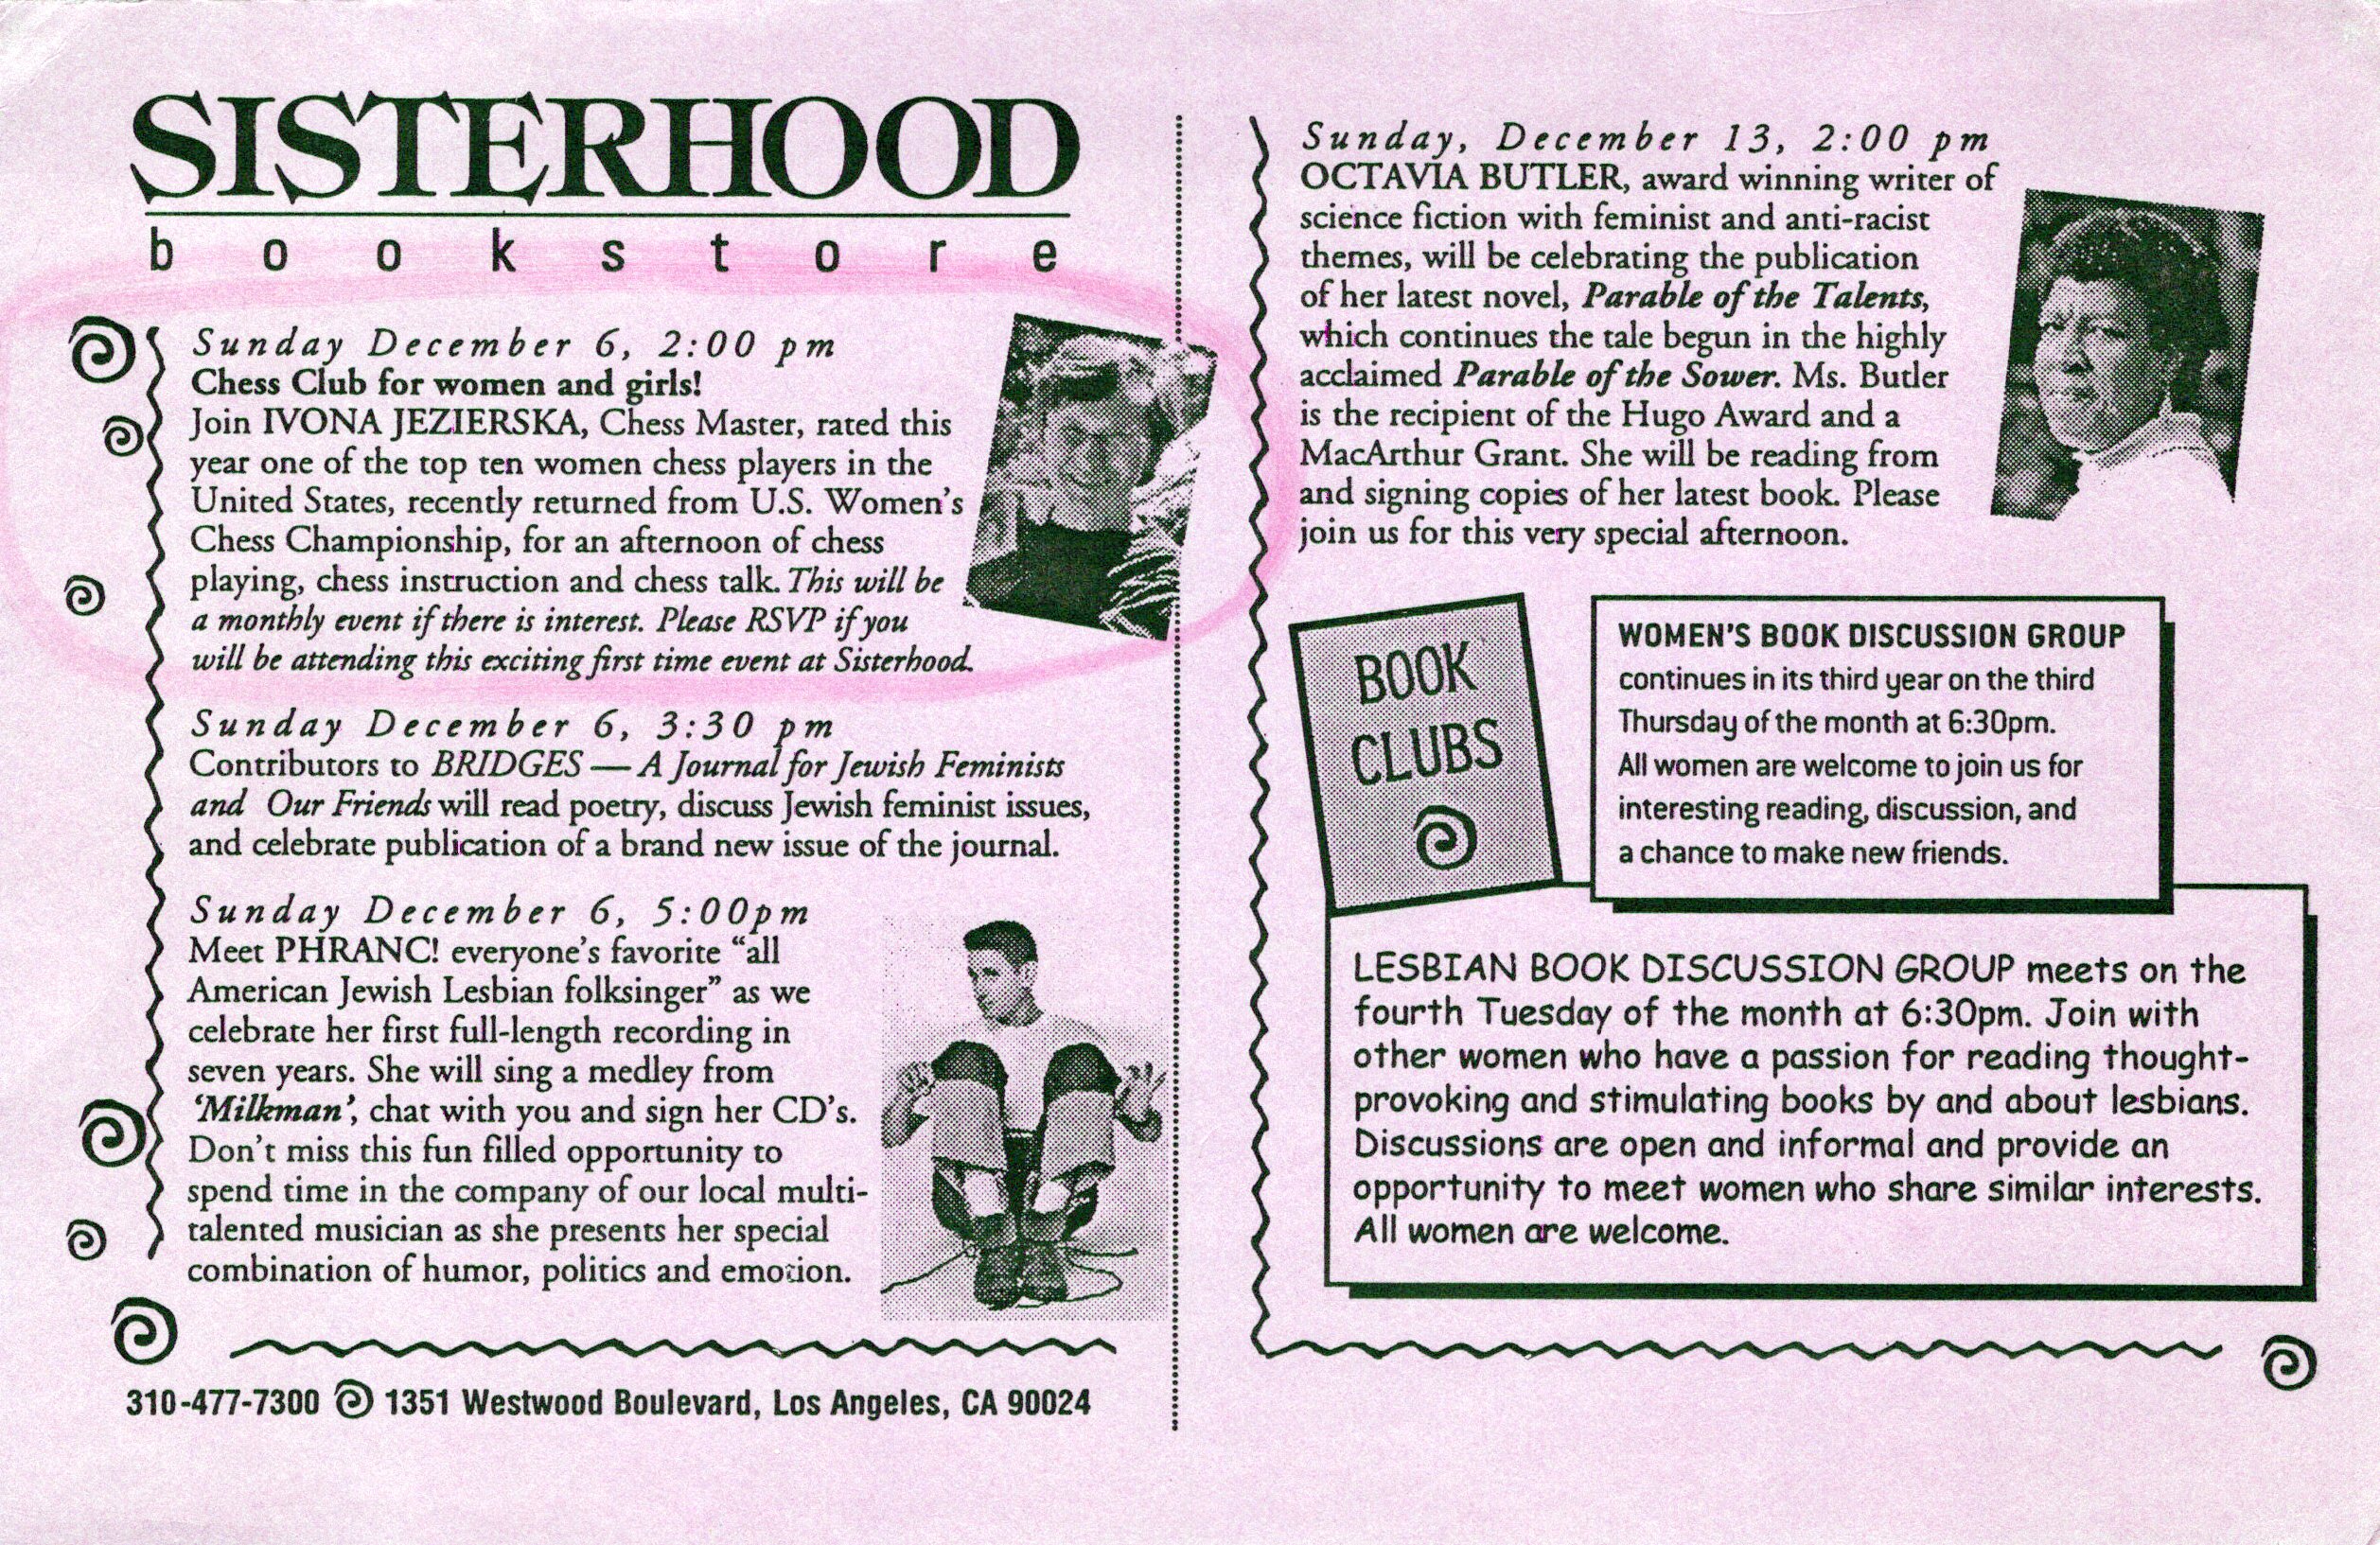 SISTERHOOD
bookstore
Sunday December 6, 2:00 pm
Chess Club for women and girls!
Join IVONA JEZIERSKA, Chess Master, rated this
year one of the top ten women chess players in the
United States, recently returned from U.S. Women's
Chess Championship, for an afternoon of chess
playing, chess instruction and chess talk. This will be
a monthly event if there is interest. Please RSVP if you
will be attending this exciting first time event at Sisterhood.
Sunday December 6, 3:30 pm
Contributors to BRIDGES — A Journal for Jewish Feminists
and Our Friends will read poetry, discuss Jewish feminist issues,
and celebrate publication of a brand new issue of the journal.
Sunday December 6, 5:00pm
Meet PHRANC! everyone's favorite "all
American Jewish Lesbian folksinger" as we
celebrate her first full-length recording in
seven years. She will sing a medley from
'Milkman', chat with you and sign her CD's.
Don't miss this fun filled opportunity to
spend time in the company of our local multi-
talented musician as she presents her special
combination of humor, politics and emotion.
310-477-7300 1351 Westwood Boulevard, Los Angeles, CA 90024
Sunday, December 13, 2:00 pm
OCTAVIA BUTLER, award winning writer of
science fiction with feminist and anti-racist
themes, will be celebrating the publication
of her latest novel, Parable of the Talents,
which continues the tale begun in the highly
acclaimed Parable of the Sower. Ms. Butler
is the recipient of the Hugo Award and a
MacArthur Grant. She will be reading from
and signing copies of her latest book. Please
join us for this very special afternoon.
BOOK
CLUBS
WOMEN'S BOOK DISCUSSION GROUP
continues in its third year on the third
Thursday of the month at 6:30pm.
All women are welcome to join us for
interesting reading, discussion, and
a chance to make new friends.
LESBIAN BOOK DISCUSSION GROUP meets on the
fourth Tuesday of the month at 6:30pm. Join with
other women who have a passion for reading thought-
provoking and stimulating books by and about lesbians.
Discussions are open and informal and provide an
opportunity to meet women who share similar interests.
All women are welcome.